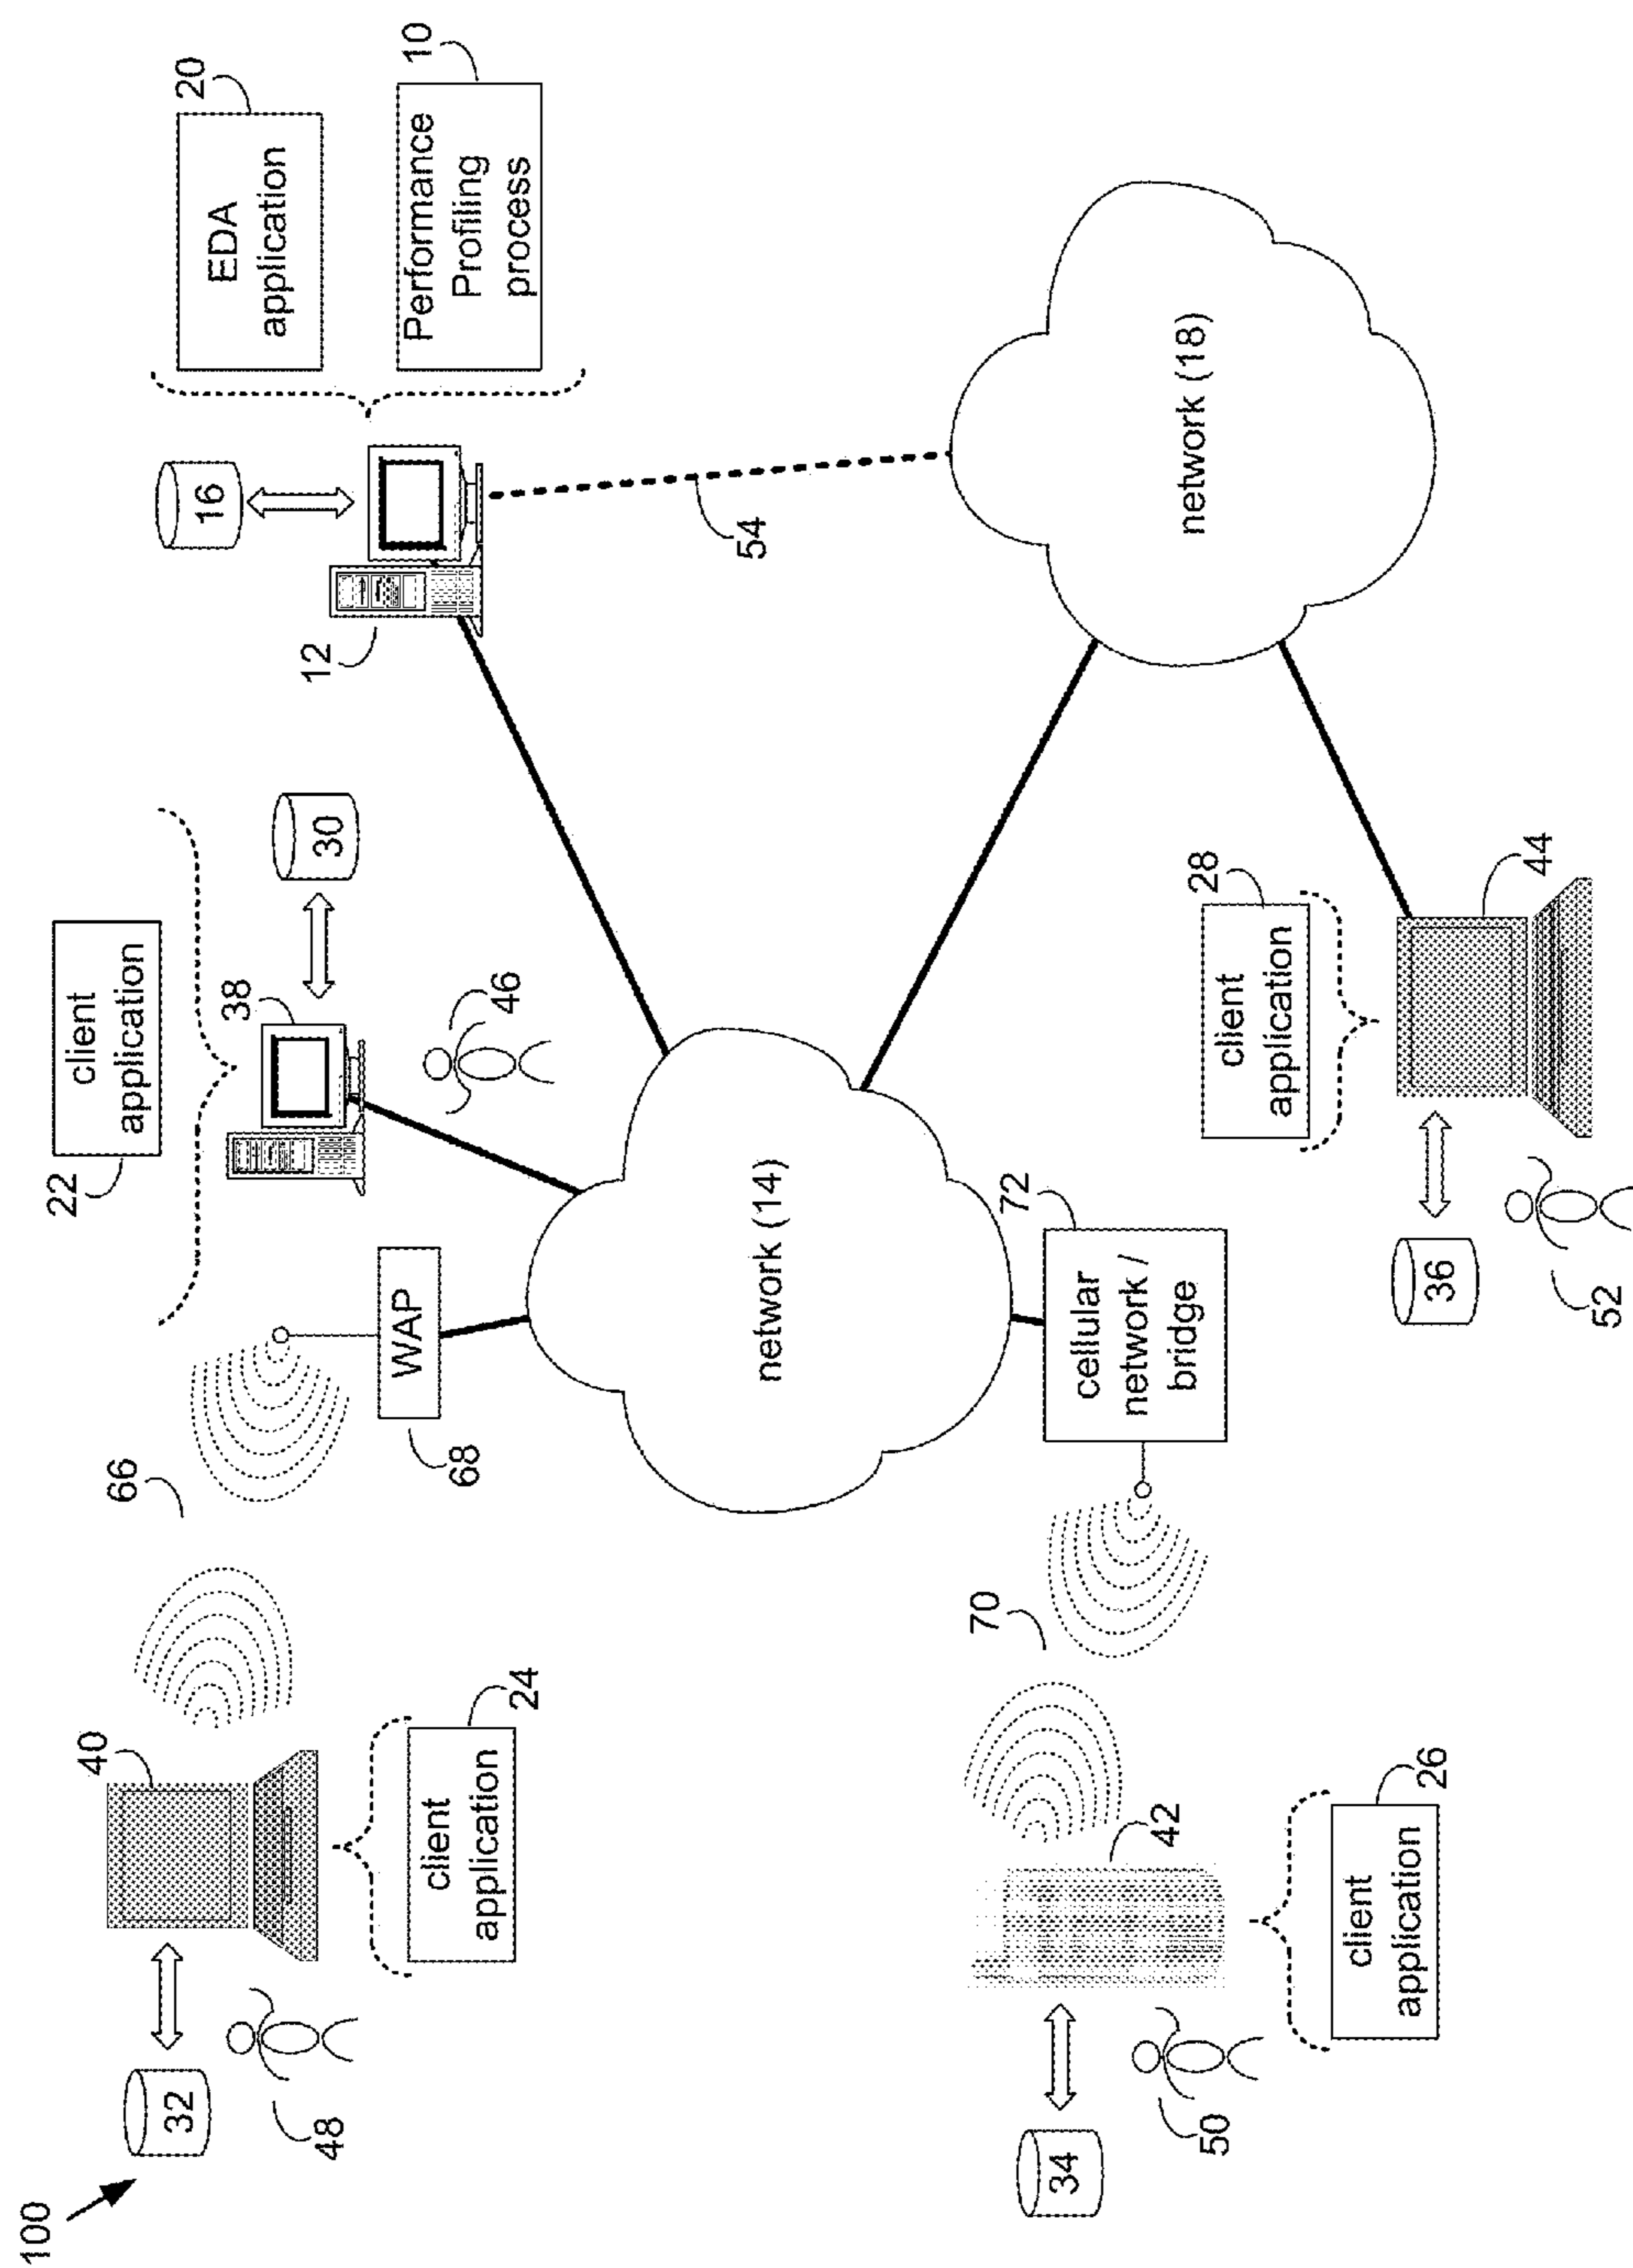 100
32
48
40
client
application
24
66
WAP
68
client
application
22
38
30
46
16
12
EDA
application
20
Performance
Profiling
process
10
54
network (14)
network (18)
34
50
42
client
application
26
70
cellular
network /
bridge
72
client
application
28
36
52
44